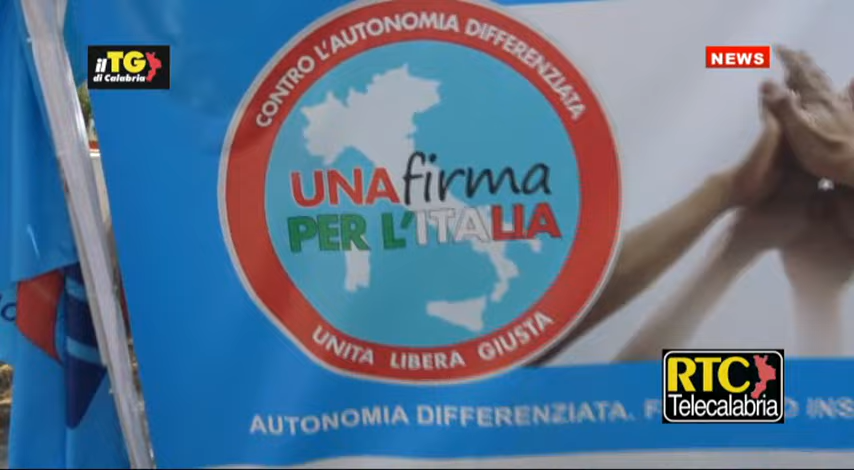 il TG
di Calabria
NEWS
CONTRO L'AUTONOMIA DIFFERENZIATA
UNA firma
PER L'ITALIA
UNITA LIBERA GIUSTA
RTC
Telecalabria
AUTONOMIA DIFFERENZIATA.